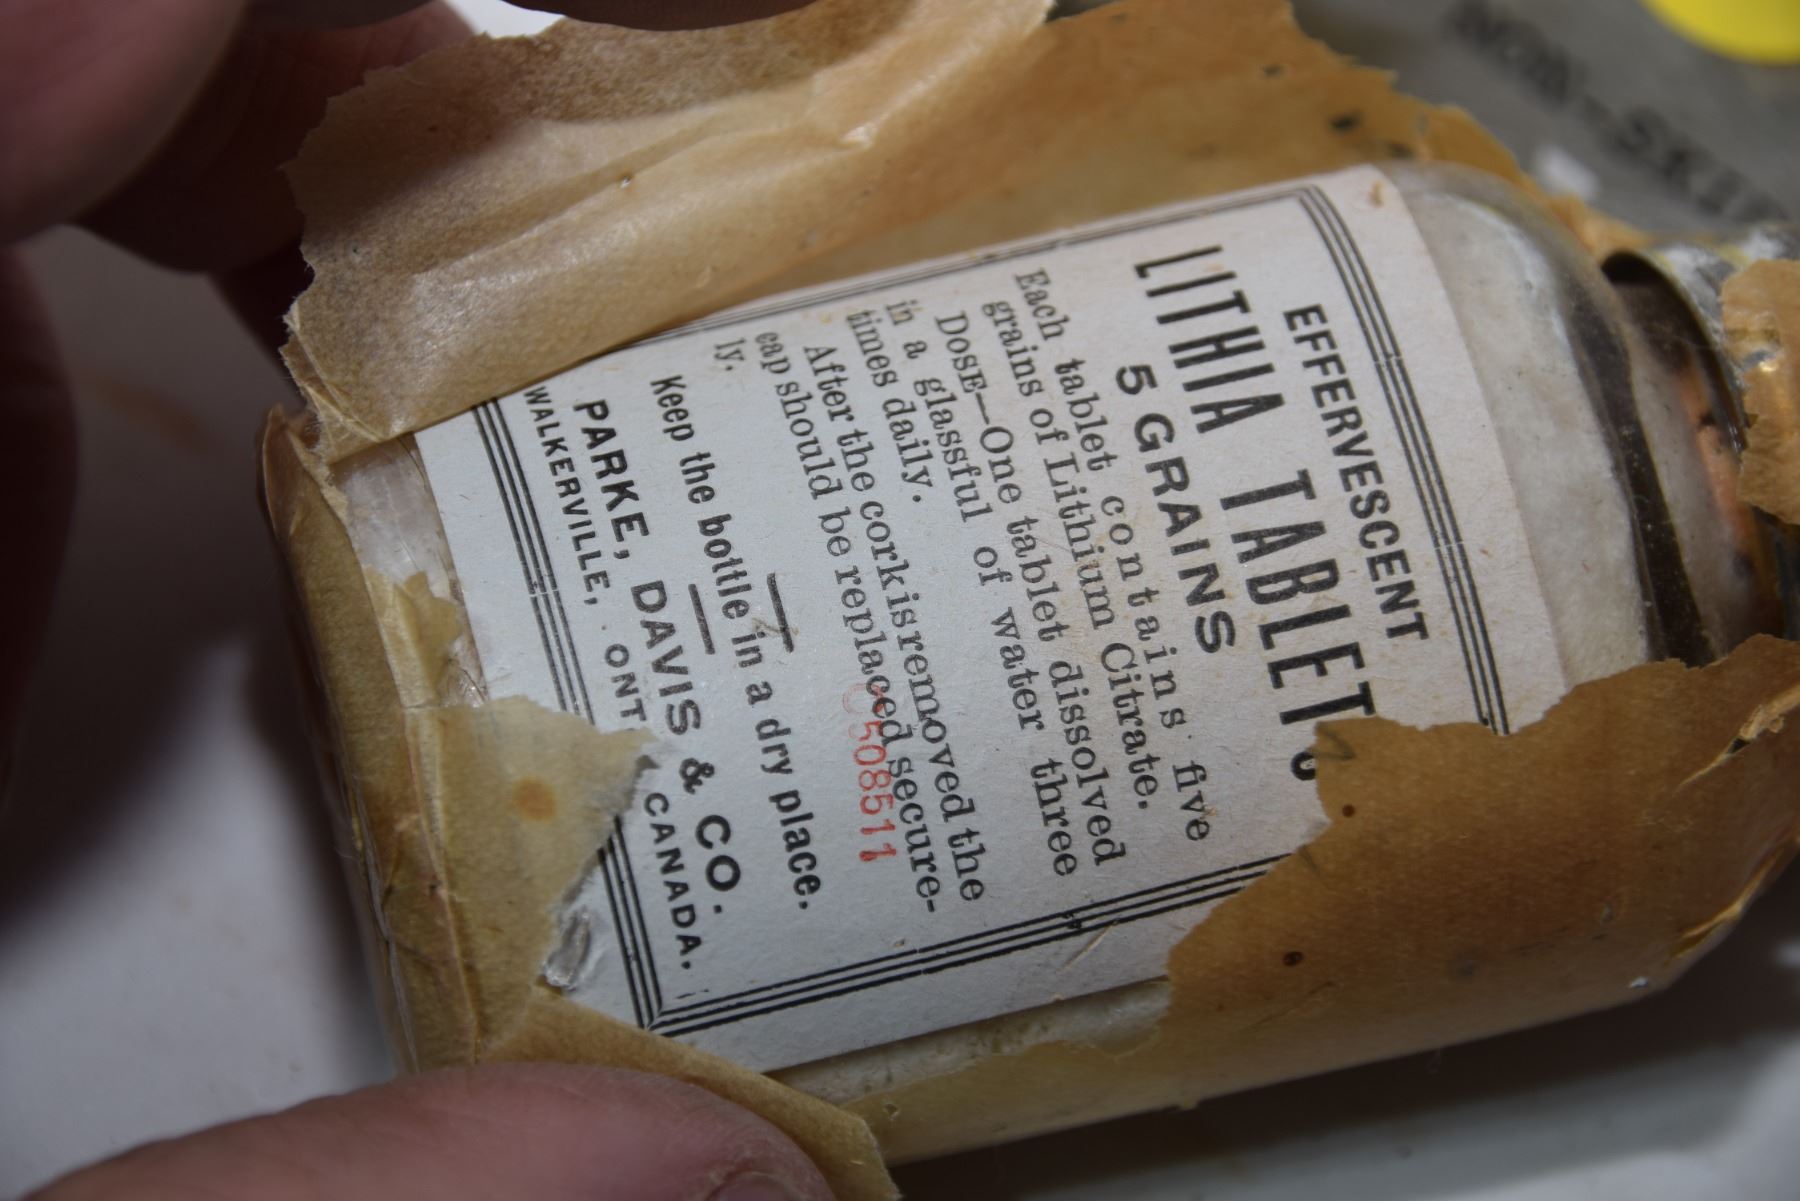 EFFERVESCENT
LITHIA TABLETS
5 GRAINS
Each tablet contains five
grains of Lithium Citrate.
DOSE—One tablet dissolved
in a glassful of water three
times daily.
After the cork is removed the
cap should be replaced secure-
ly.
0508511
Keep the bottle in a dry place.
PARKE, DAVIS & CO.
WALKERVILLE, ONT CANADA.